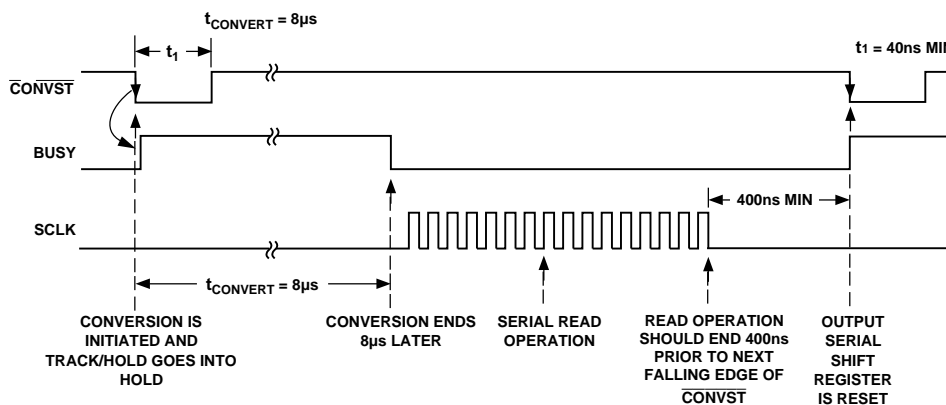 tCONVERT = 8µs
t1
t1 = 40ns MIN
CONVST
BUSY
400ns MIN
SCLK
tCONVERT = 8µs
CONVERSION IS
INITIATED AND
TRACK/HOLD GOES INTO
HOLD
CONVERSION ENDS
8µs LATER
SERIAL READ
OPERATION
READ OPERATION
SHOULD END 400ns
PRIOR TO NEXT
FALLING EDGE OF
CONVST
OUTPUT
SERIAL
SHIFT
REGISTER
IS RESET